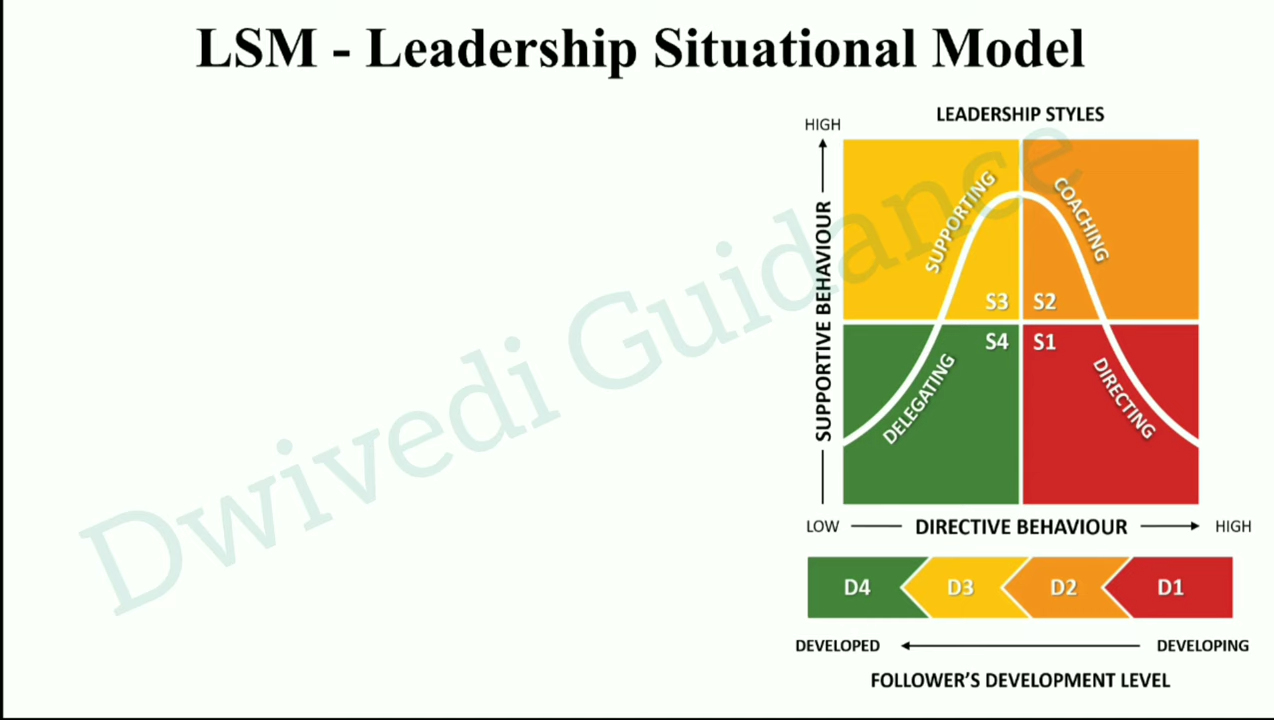 LSM - Leadership Situational Model
LEADERSHIP STYLES
HIGH
SUPPORTIVE BEHAVIOUR
SUPPORTING
COACHING
S3
S2
S4
S1
DELEGATING
DIRECTING
LOW
DIRECTIVE BEHAVIOUR
HIGH
D4
D3
D2
D1
DEVELOPED
DEVELOPING
FOLLOWER'S DEVELOPMENT LEVEL
Dwivedi Guidance